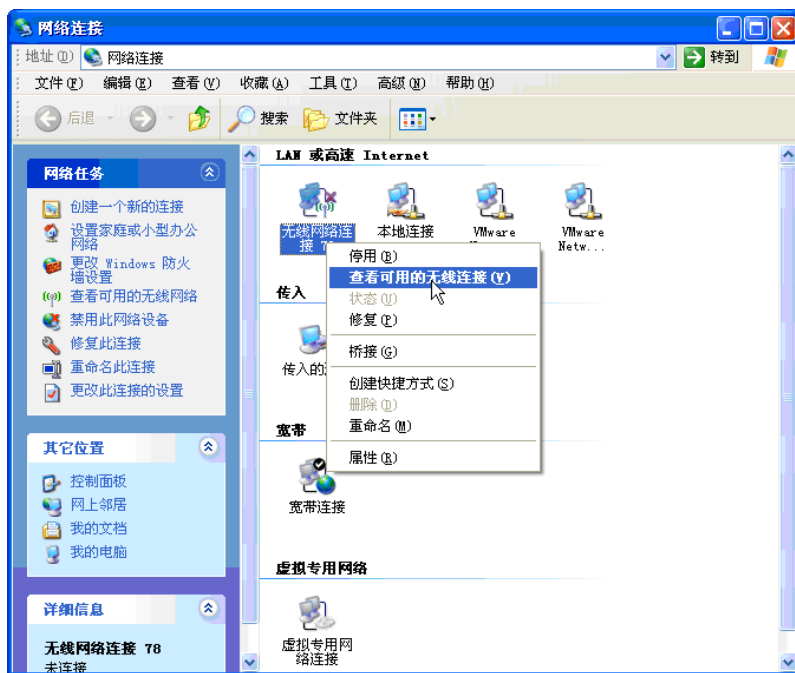 网络连接
地址(D) 网络连接 转到
文件(F) 编辑(E) 查看(V) 收藏(A) 工具(T) 高级(N) 帮助(H)
后退 搜索 文件夹
网络任务
创建一个新的连接
设置家庭或小型办公
网络
更改 Windows 防火
墙设置
查看可用的无线网络
禁用此网络设备
修复此连接
重命名此连接
更改此连接的设置
其它位置
控制面板
网上邻居
我的文档
我的电脑
详细信息
无线网络连接 78
未连接
LAN 或高速 Internet
无线网络连
接
本地连接
VMware
VMware
Netw...
传入
传入的
宽带
宽带连接
虚拟专用网络
虚拟专用网
络连接
停用(B)
查看可用的无线连接(V)
状态(U)
修复(P)
桥接(G)
创建快捷方式(S)
删除(D)
重命名(M)
属性(R)